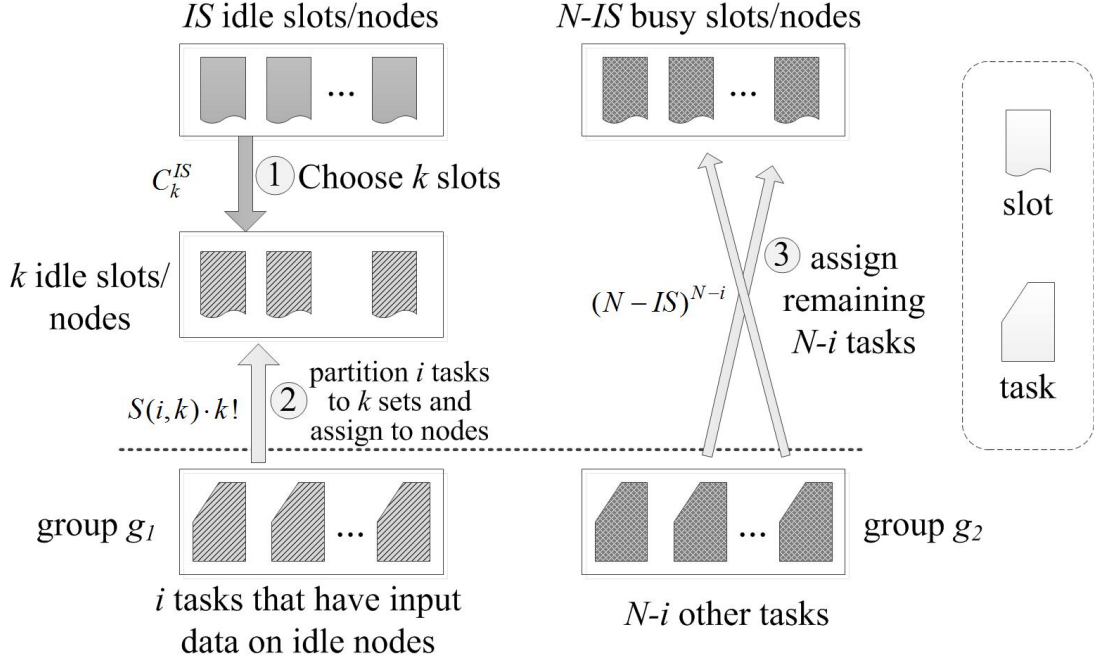 IS idle slots/nodes
N-IS busy slots/nodes
...
...
C_k^{IS}
1 Choose k slots
slot
k idle slots/
nodes
3 assign
remaining
N-i tasks
(N − IS)^{N−i}
task
S(i,k)·k!
2 partition i tasks
to k sets and
assign to nodes
group g_1
...
...
group g_2
i tasks that have input
data on idle nodes
N-i other tasks